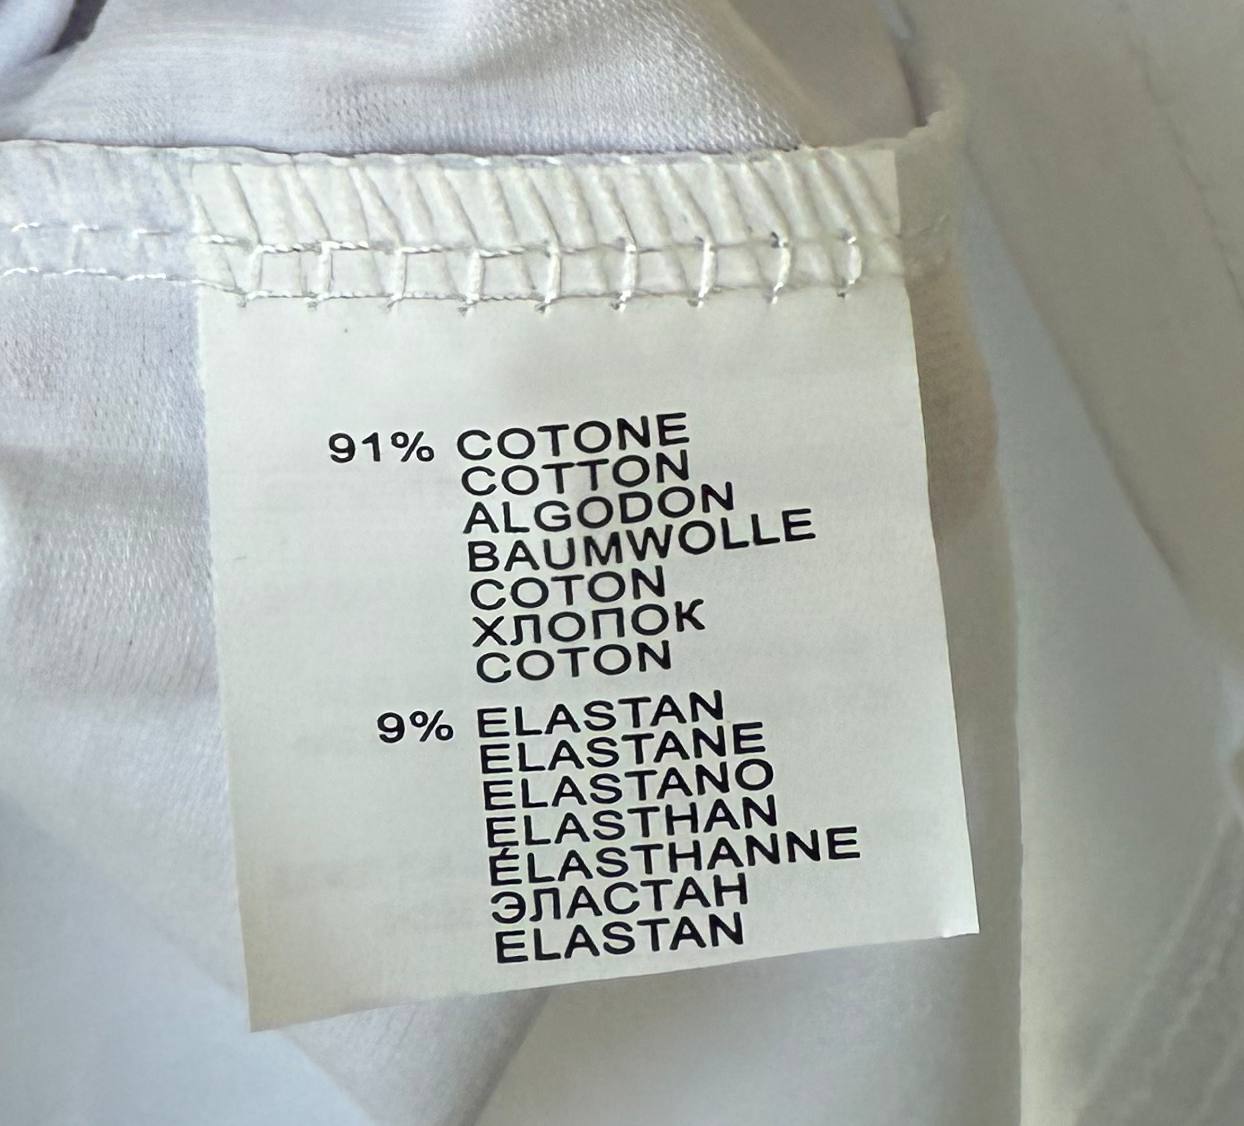 91% COTONE
COTTON
ALGODON
BAUMWOLLE
COTON
ХЛОПОК
COTON
9% ELASTAN
ELASTANE
ELASTANO
ELASTHAN
ÉLASTHANNE
ЭЛАСТАН
ELASTAN